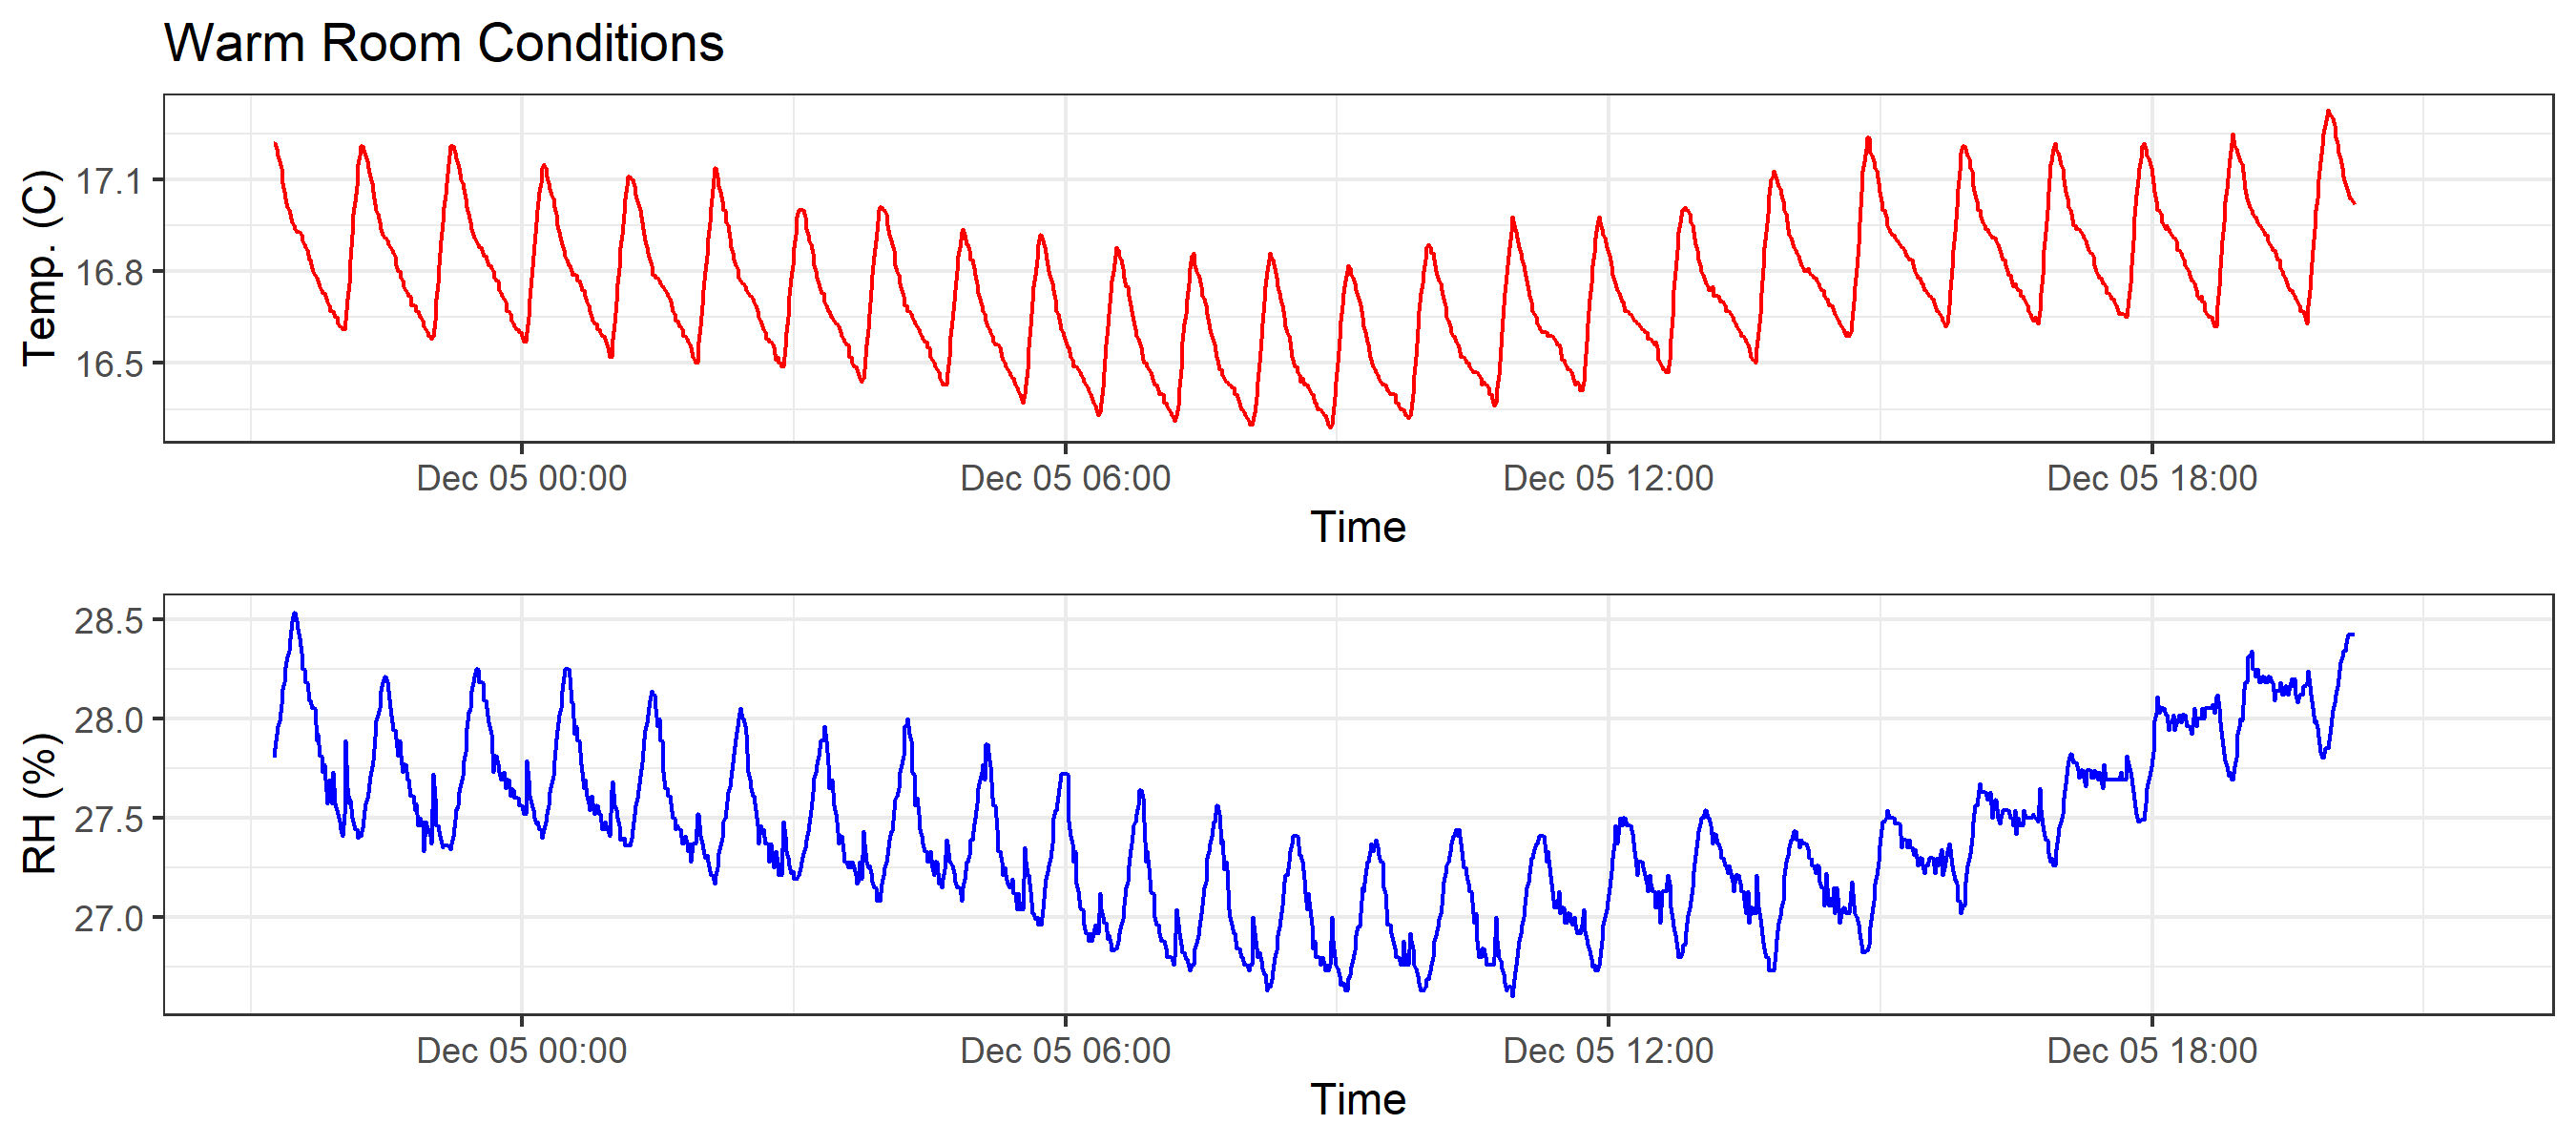 Warm Room Conditions
Temp. (C)
17.1
16.8
16.5
Dec 05 00:00 Dec 05 06:00 Dec 05 12:00 Dec 05 18:00
Time
RH (%)
28.5
28.0
27.5
27.0
Dec 05 00:00 Dec 05 06:00 Dec 05 12:00 Dec 05 18:00
Time